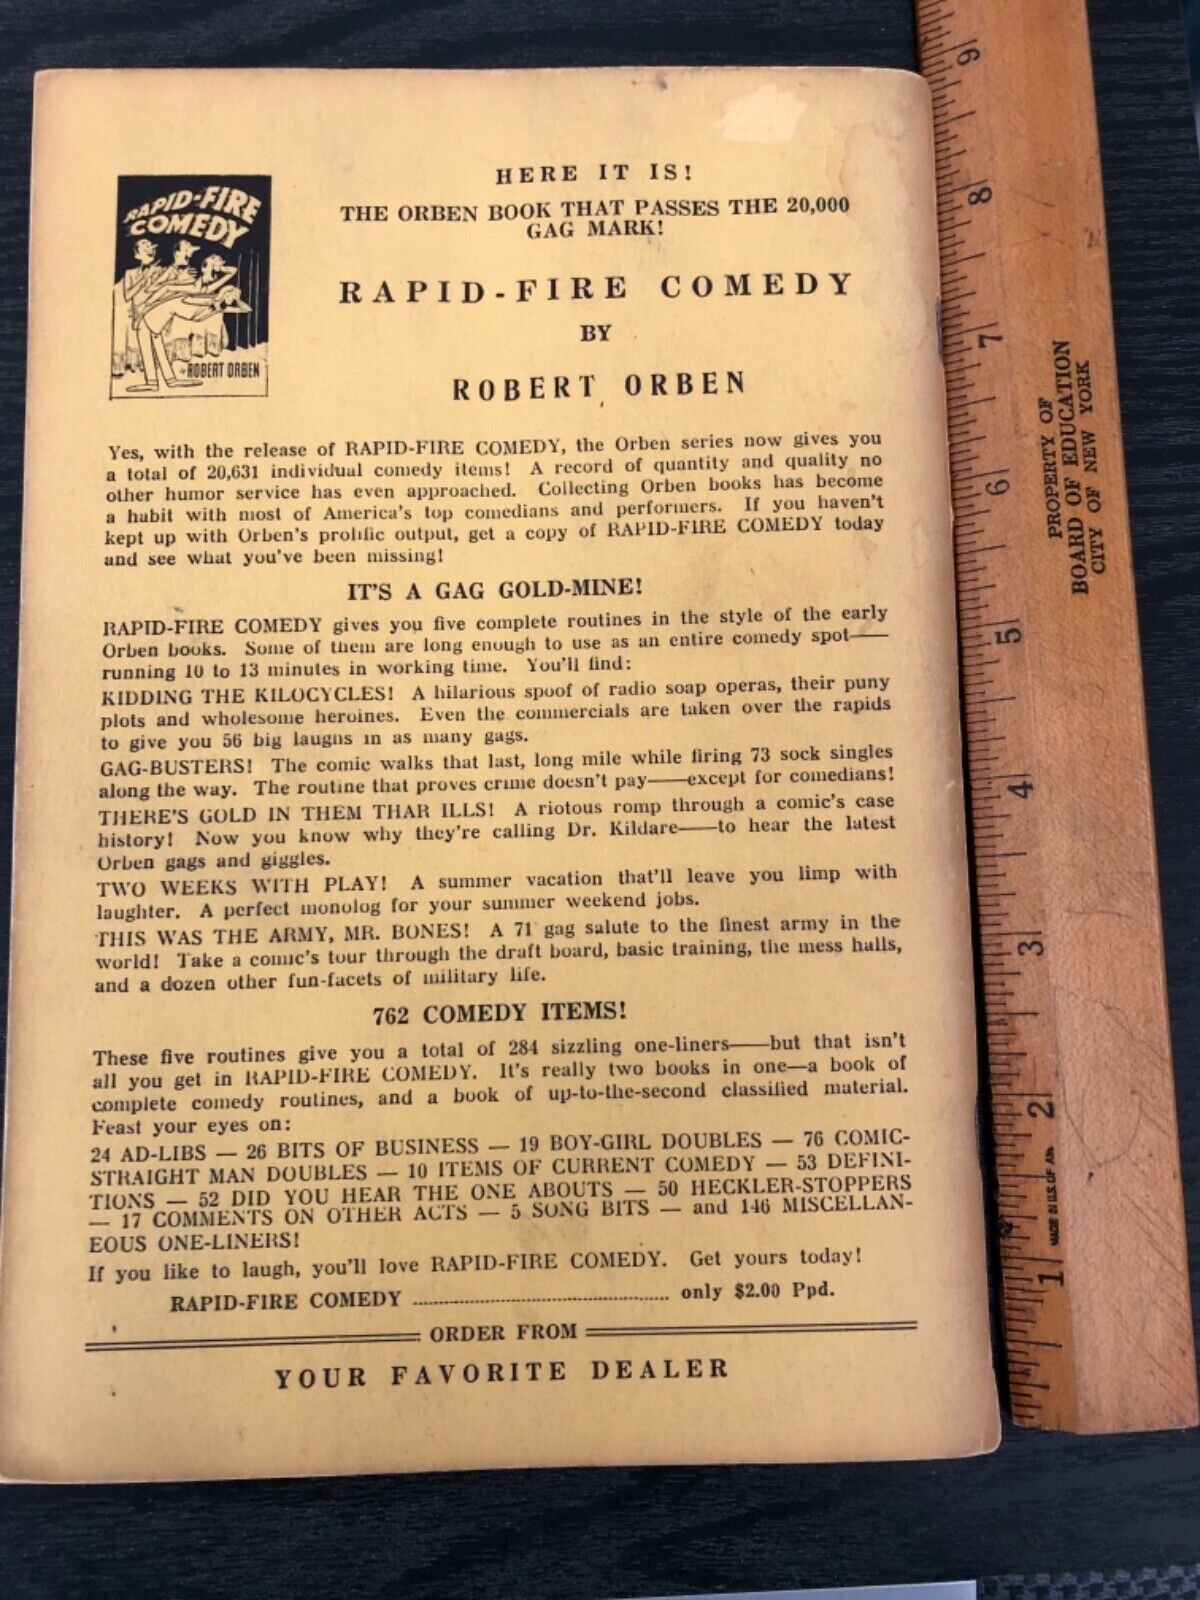 RAPID-FIRE
COMEDY
ROBERT ORBEN
HERE IT IS!
THE ORBEN BOOK THAT PASSES THE 20,000
GAG MARK!
RAPID-FIRE COMEDY
BY
ROBERT ORBEN
Yes, with the release of RAPID-FIRE COMEDY, the Orben series now gives you
a total of 20,631 individual comedy items! A record of quantity and quality no
other humor service has even approached. Collecting Orben books has become
a habit with most of America's top comedians and performers. If you haven't
kept up with Orben's prolific output, get a copy of RAPID-FIRE COMEDY today
and see what you've been missing!
IT'S A GAG GOLD-MINE!
RAPID-FIRE COMEDY gives you five complete routines in the style of the early
Orben books. Some of them are long enough to use as an entire comedy spot——
running 10 to 13 minutes in working time. You'll find:
KIDDING THE KILOCYCLES! A hilarious spoof of radio soap operas, their puny
plots and wholesome heroines. Even the commercials are taken over the rapids
to give you 56 big laughs in as many gags.
GAG-BUSTERS! The comic walks that last, long mile while firing 73 sock singles
along the way. The routine that proves crime doesn't pay——except for comedians!
THERE'S GOLD IN THEM THAR ILLS! A riotous romp through a comic's case
history! Now you know why they're calling Dr. Kildare——to hear the latest
Orben gags and giggles.
TWO WEEKS WITH PLAY! A summer vacation that'll leave you limp with
laughter. A perfect monolog for your summer weekend jobs.
THIS WAS THE ARMY, MR. BONES! A 71 gag salute to the finest army in the
world! Take a comic's tour through the draft board, basic training, the mess halls,
and a dozen other fun-facets of military life.
762 COMEDY ITEMS!
These five routines give you a total of 284 sizzling one-liners——but that isn't
all you get in RAPID-FIRE COMEDY. It's really two books in one—a book of
complete comedy routines, and a book of up-to-the-second classified material.
Feast your eyes on:
24 AD-LIBS — 26 BITS OF BUSINESS — 19 BOY-GIRL DOUBLES — 76 COMIC-
STRAIGHT MAN DOUBLES — 10 ITEMS OF CURRENT COMEDY — 53 DEFINI-
TIONS — 52 DID YOU HEAR THE ONE ABOUTS — 50 HECKLER-STOPPERS
— 17 COMMENTS ON OTHER ACTS — 5 SONG BITS — and 146 MISCELLAN-
EOUS ONE-LINERS!
If you like to laugh, you'll love RAPID-FIRE COMEDY. Get yours today!
RAPID-FIRE COMEDY ........................ only $2.00 Ppd.
ORDER FROM
YOUR FAVORITE DEALER
9
8
7
6
5
4
3
2
1
PROPERTY OF
BOARD OF EDUCATION
CITY OF NEW YORK
MADE IN U.S. OF AM.